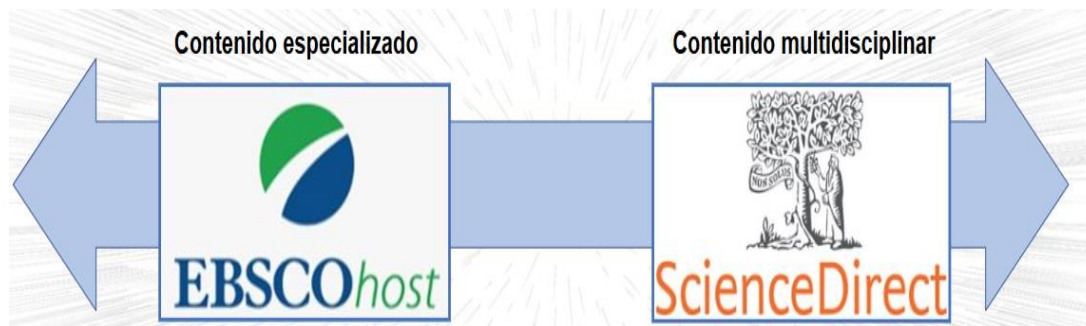 Contenido especializado
Contenido multidisciplinar
EBSCOhost
NON SOLUS
ScienceDirect